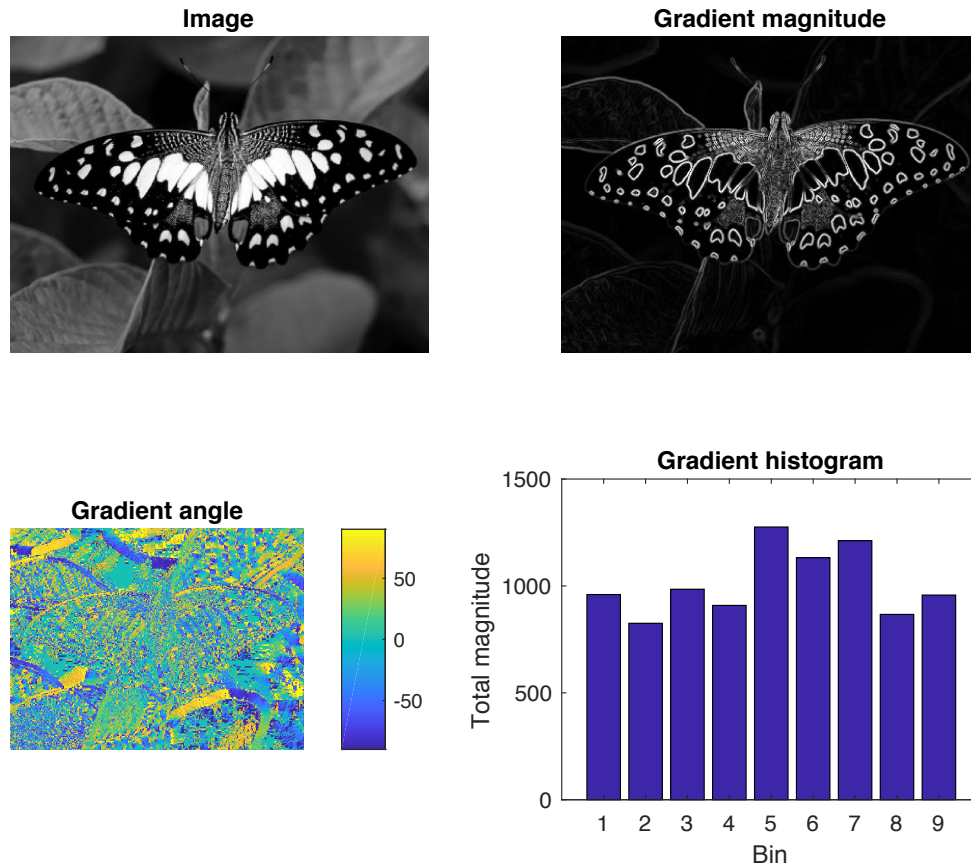 Image
Gradient magnitude
Gradient angle
50
0
-50
Gradient histogram
1500
1000
500
0
Total magnitude
1 2 3 4 5 6 7 8 9
Bin